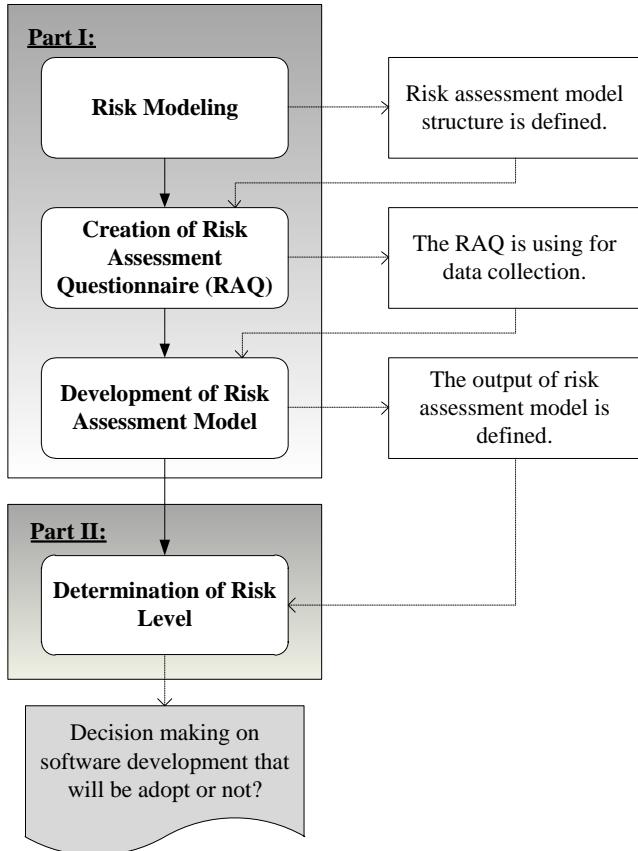 Part I:
Risk Modeling
Risk assessment model
structure is defined.
Creation of Risk
Assessment
Questionnaire (RAQ)
The RAQ is using for
data collection.
Development of Risk
Assessment Model
The output of risk
assessment model is
defined.
Part II:
Determination of Risk
Level
Decision making on
software development that
will be adopt or not?